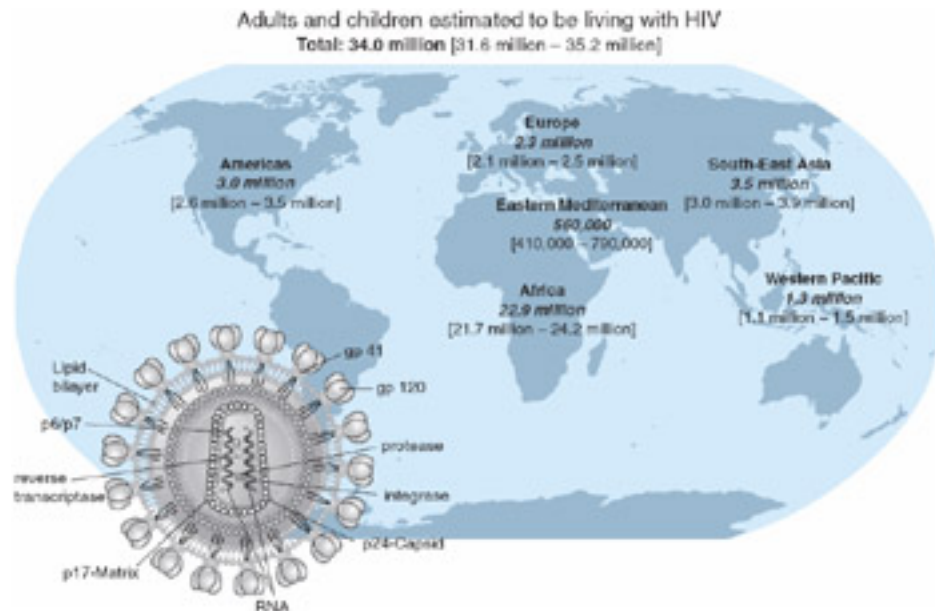 Adults and children estimated to be living with HIV
Total: 34.0 million [31.6 million – 35.2 million]
Europe
2.3 million
[2.1 million – 2.5 million]
Americas
3.0 million
[2.6 million – 3.5 million]
South-East Asia
3.5 million
[3.0 million – 3.9 million]
Eastern Mediterranean
560,000
[410,000 – 790,000]
Western Pacific
1.3 million
[1.1 million – 1.5 million]
Africa
22.9 million
[21.7 million – 24.2 million]
gp 41
Lipid
bilayer
gp 120
p6/p7
protease
reverse
transcriptase
integrase
p24-Capsid
p17-Matrix
RNA